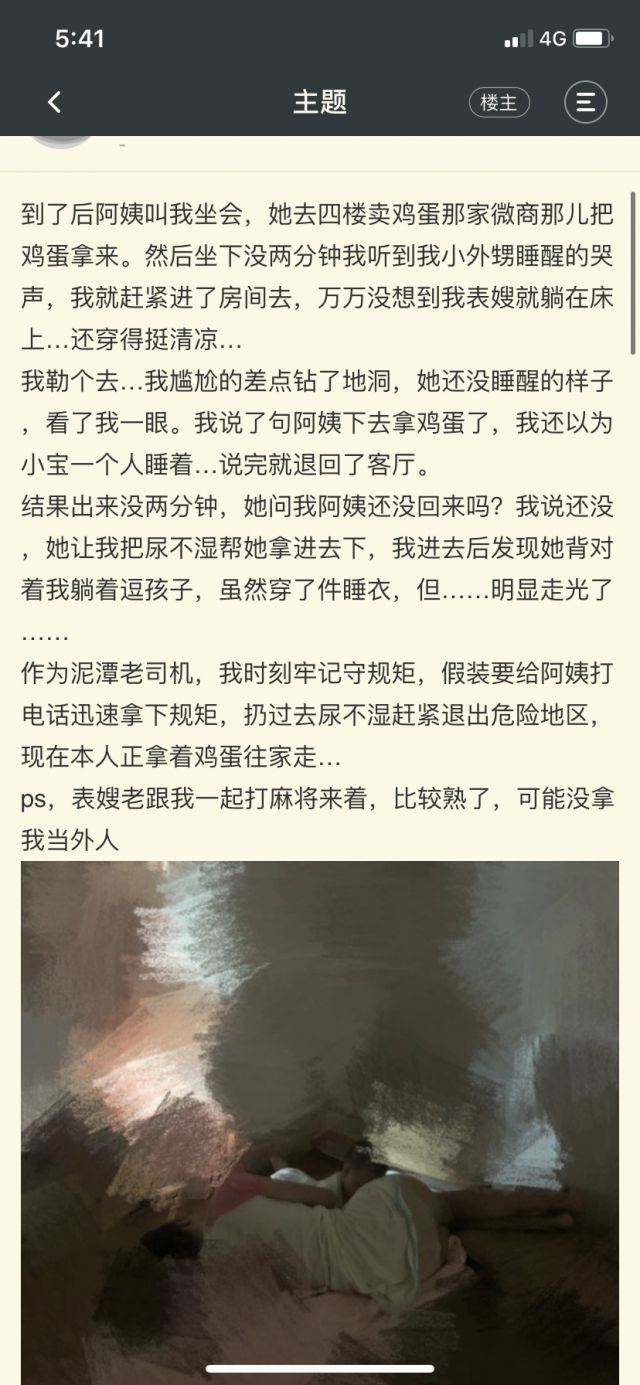 5:41
4G
主题
楼主
到了后阿姨叫我坐会，她去四楼卖鸡蛋那家微商那儿把
鸡蛋拿来。然后坐下没两分钟我听到我小外甥睡醒的哭
声，我就赶紧进了房间去，万万没想到我表嫂就躺在床
上…还穿得挺清凉…
我勒个去…我尴尬的差点钻了地洞，她还没睡醒的样子
，看了我一眼。我说了句阿姨下去拿鸡蛋了，我还以为
小宝一个人睡着…说完就退回了客厅。
结果出来没两分钟，她问我阿姨还没回来吗？我说还没
，她让我把尿不湿帮她拿进去下，我进去后发现她背对
着我躺着逗孩子，虽然穿了件睡衣，但……明显走光了
……
作为泥潭老司机，我时刻牢记守规矩，假装要给阿姨打
电话迅速拿下规矩，扔过去尿不湿赶紧退出危险地区，
现在本人正拿着鸡蛋往家走…
ps，表嫂老跟我一起打麻将来着，比较熟了，可能没拿
我当外人